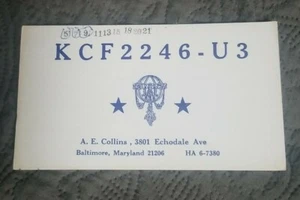 KCF2246-U3
A. E. Collins , 3801 Echodale Ave
Baltimore, Maryland 21206 HA 6-7380